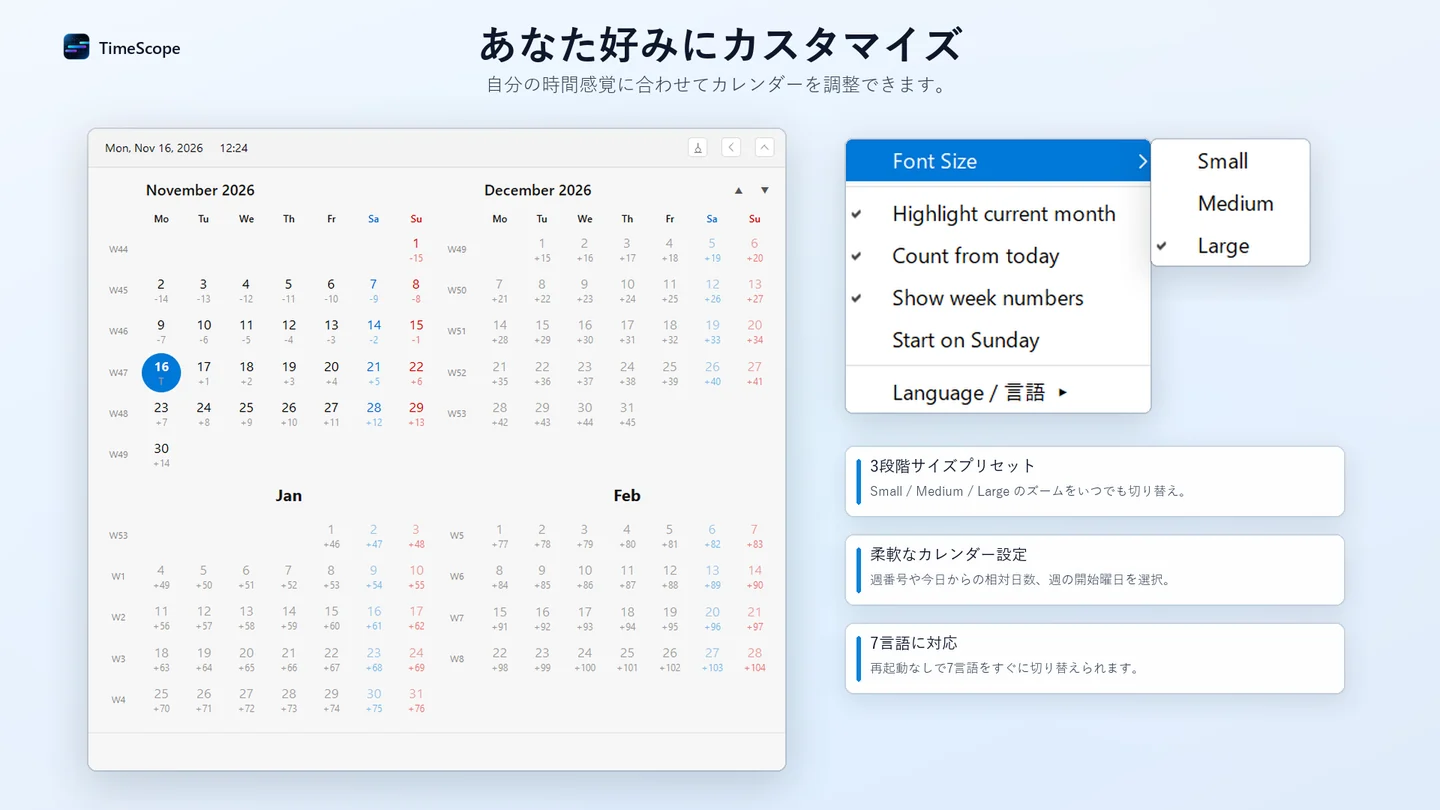 TimeScope
あなた好みにカスタマイズ
自分の時間感覚に合わせてカレンダーを調整できます。
Mon, Nov 16, 2026 12:24
November 2026
Mo Tu We Th Fr Sa Su
W44 1
-15
W45 2 3 4 5 6 7 8
-14 -13 -12 -11 -10 -9 -8
W46 9 10 11 12 13 14 15
-7 -6 -5 -4 -3 -2 -1
W47 16 17 18 19 20 21 22
T +1 +2 +3 +4 +5 +6
W48 23 24 25 26 27 28 29
+7 +8 +9 +10 +11 +12 +13
W49 30
+14
December 2026 ▲ ▼
Mo Tu We Th Fr Sa Su
W49 1 2 3 4 5 6
+15 +16 +17 +18 +19 +20
W50 7 8 9 10 11 12 13
+21 +22 +23 +24 +25 +26 +27
W51 14 15 16 17 18 19 20
+28 +29 +30 +31 +32 +33 +34
W52 21 22 23 24 25 26 27
+35 +36 +37 +38 +39 +40 +41
W53 28 29 30 31
+42 +43 +44 +45
Jan
W53 1 2 3
+46 +47 +48
W1 4 5 6 7 8 9 10
+49 +50 +51 +52 +53 +54 +55
W2 11 12 13 14 15 16 17
+56 +57 +58 +59 +60 +61 +62
W3 18 19 20 21 22 23 24
+63 +64 +65 +66 +67 +68 +69
W4 25 26 27 28 29 30 31
+70 +71 +72 +73 +74 +75 +76
Feb
W5 1 2 3 4 5 6 7
+77 +78 +79 +80 +81 +82 +83
W6 8 9 10 11 12 13 14
+84 +85 +86 +87 +88 +89 +90
W7 15 16 17 18 19 20 21
+91 +92 +93 +94 +95 +96 +97
W8 22 23 24 25 26 27 28
+98 +99 +100 +101 +102 +103 +104
Font Size
Highlight current month
Count from today
Show week numbers
Start on Sunday
Language / 言語
Small
Medium
Large
3段階サイズプリセット
Small / Medium / Large のズームをいつでも切り替え。
柔軟なカレンダー設定
週番号や今日からの相対日数、週の開始曜日を選択。
7言語に対応
再起動なしで7言語をすぐに切り替えられます。